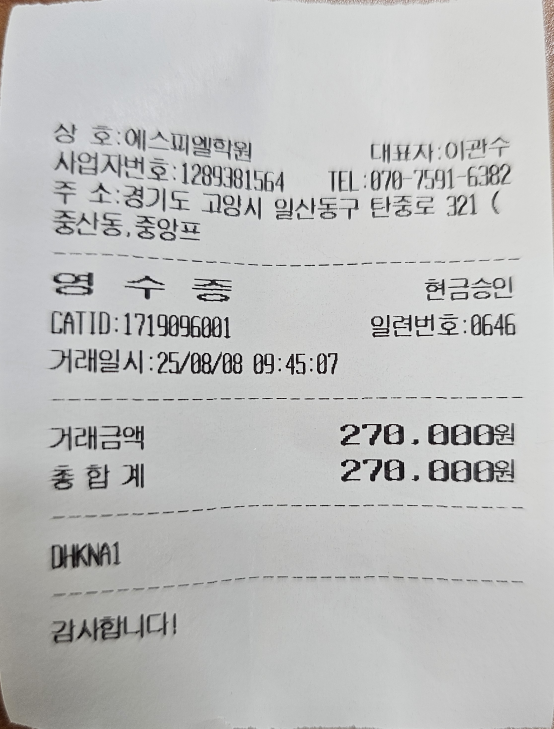 상 호:에스피엘학원 대표자:이관수
사업자번호:1289381564 TEL:070-7591-6382
주 소:경기도 고양시 일산동구 탄중로 321 (
중산동,중앙프
영 수 증 현금승인
CATID:1719096001 일련번호:0646
거래일시:25/08/08 09:45:07
거래금액 270,000원
총 합 계 270,000원
DHKNA1
감사합니다!